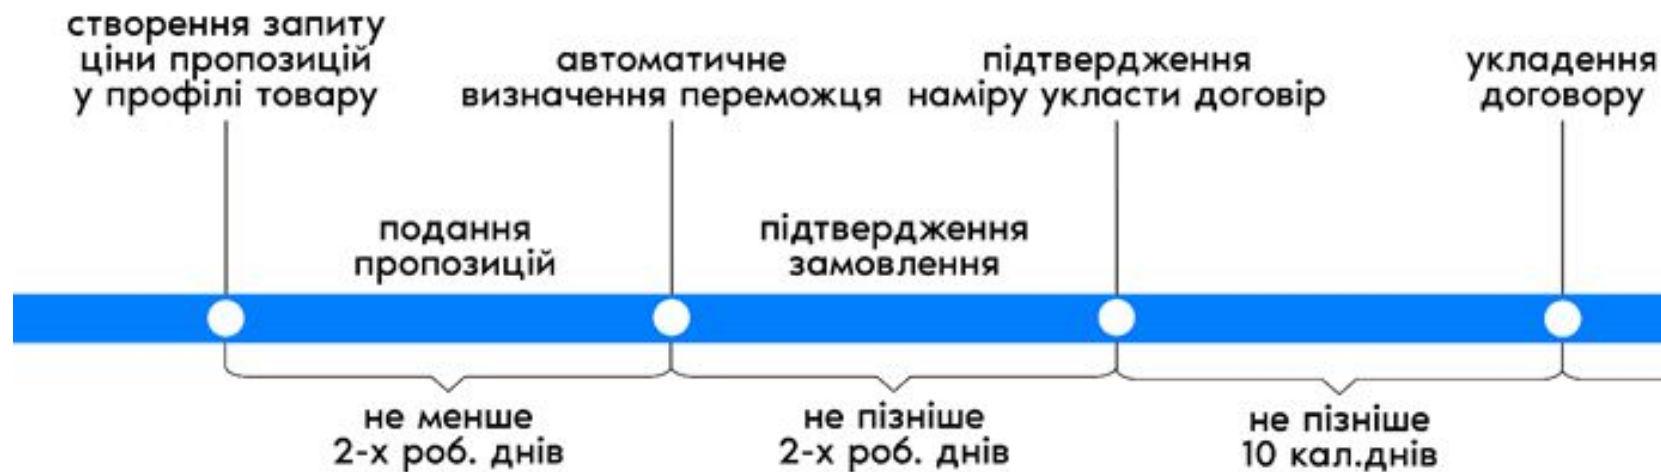 створення запиту
ціни пропозицій
у профілі товару
автоматичне
визначення переможця
підтвердження
наміру укласти договір
укладення
договору
подання
пропозицій
підтвердження
замовлення
не менше
2-х роб. днів
не пізніше
2-х роб. днів
не пізніше
10 кал.днів